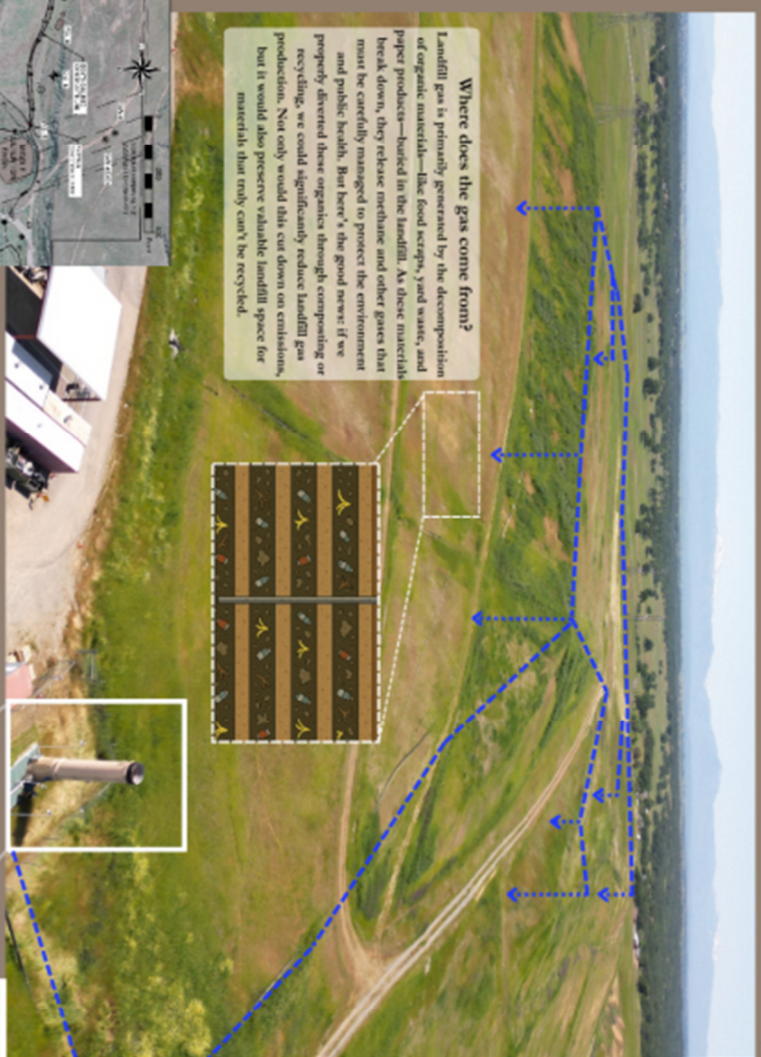 Where does the gas come from?
Landfill gas is primarily generated by the decomposition
of organic materials—like food scraps, yard waste, and
paper products—buried in the landfill. As these materials
break down, they release methane and other gases that
must be carefully managed to protect the environment
and public health. But here's the good news: if we
properly diverted these organics through composting or
recycling, we could significantly reduce landfill gas
production. Not only would this cut down on emissions,
but it would also preserve valuable landfill space for
materials that truly can't be recycled.